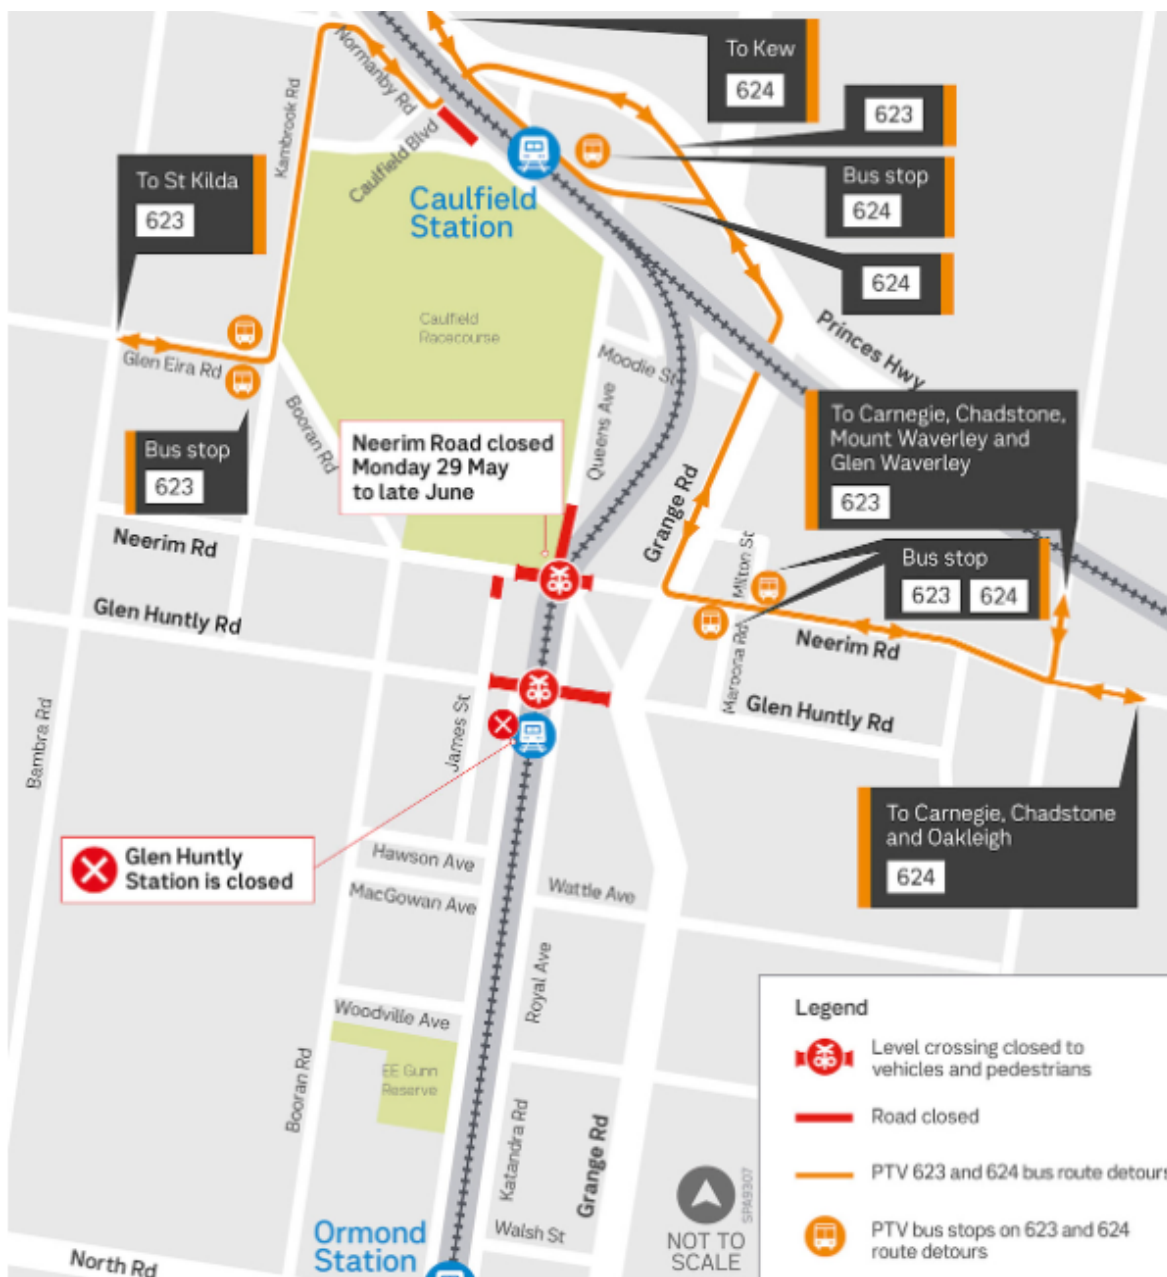 To Kew
624
623
Bus stop
624
624
Normanby Rd
Kambrook Rd
Caulfield Blvd
To St Kilda
623
Caulfield
Station
Caulfield
Racecourse
Glen Eira Rd
Moodie St
Princes Hwy
Queens Ave
Booran Rd
Bus stop
623
Neerim Road closed
Monday 29 May
to late June
Grange Rd
To Carnegie, Chadstone,
Mount Waverley and
Glen Waverley
623
Neerim Rd
Milton St
Bus stop
623 624
Glen Huntly Rd
Neerim Rd
Maroona Rd
Glen Huntly Rd
Bambra Rd
James St
To Carnegie, Chadstone
and Oakleigh
624
Glen Huntly
Station is closed
Hawson Ave
MacGowan Ave
Wattle Ave
Royal Ave
Woodville Ave
EE Gunn
Reserve
Booran Rd
Katandra Rd
Grange Rd
Walsh St
Ormond
Station
North Rd
NOT TO
SCALE
SPA9307
Legend
Level crossing closed to
vehicles and pedestrians
Road closed
PTV 623 and 624 bus route detours
PTV bus stops on 623 and 624
route detours